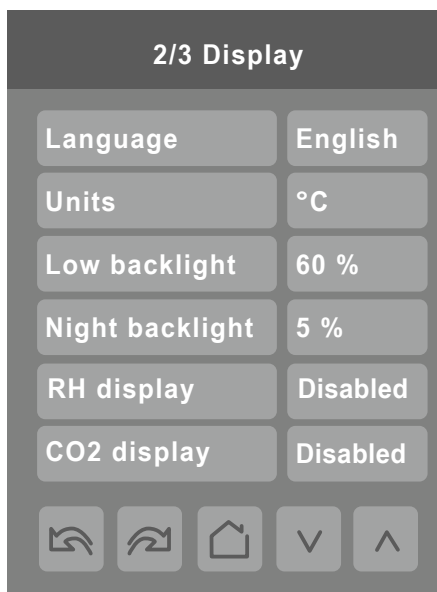 2/3 Display
Language English
Units °C
Low backlight 60 %
Night backlight 5 %
RH display Disabled
CO2 display Disabled